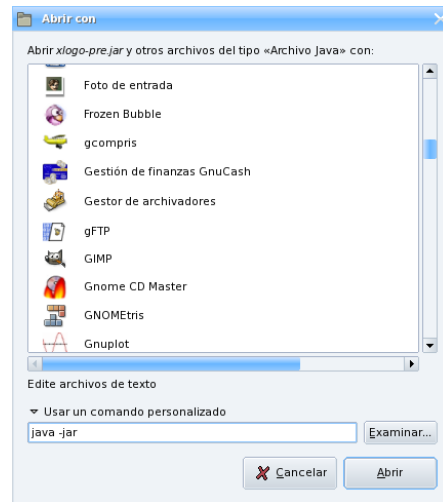 Abrir con
Abrir xlogo-pre.jar y otros archivos del tipo «Archivo Java» con:
Foto de entrada
Frozen Bubble
gcompris
Gestión de finanzas GnuCash
Gestor de archivadores
gFTP
GIMP
Gnome CD Master
GNOMEtris
Gnuplot
Edite archivos de texto
Usar un comando personalizado
java -jar
Examinar...
Cancelar
Abrir